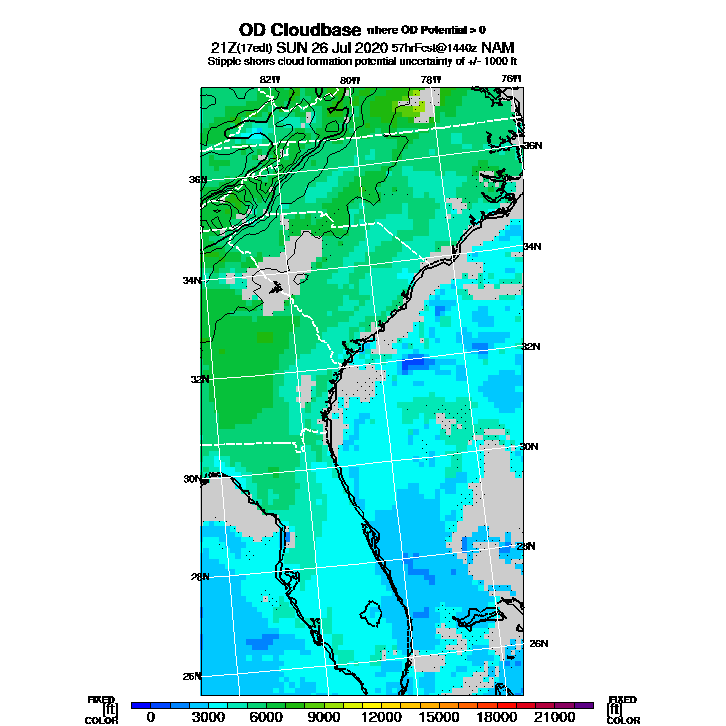 OD Cloudbase where OD Potential > 0
21Z(17edt) SUN 26 Jul 2020 57hrFcst@1440z NAM
Stipple shows cloud formation potential uncertainty of +/- 1000 ft
82W 80W 78W 76W
36N
36N
34N
34N
32N
32N
30N
30N
28N
28N
26N
26N
FIXED FIXED
[ft] 0 3000 6000 9000 12000 15000 18000 21000 [ft]
COLOR COLOR